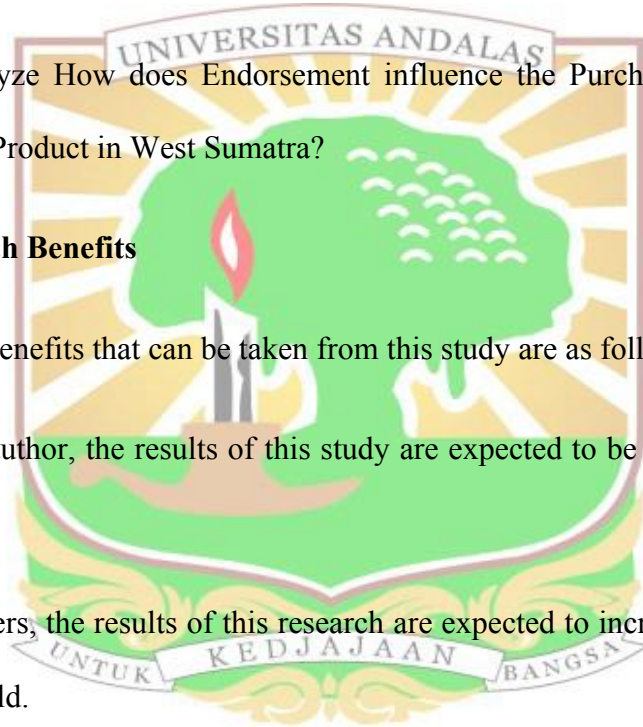 UNIVERSITAS ANDALAS
yze How does Endorsement influence the Purch
Product in West Sumatra?
h Benefits
enefits that can be taken from this study are as foll
uthor, the results of this study are expected to be
ers, the results of this research are expected to incr
UNTUK KEDJAJAAN BANGSA
ld.